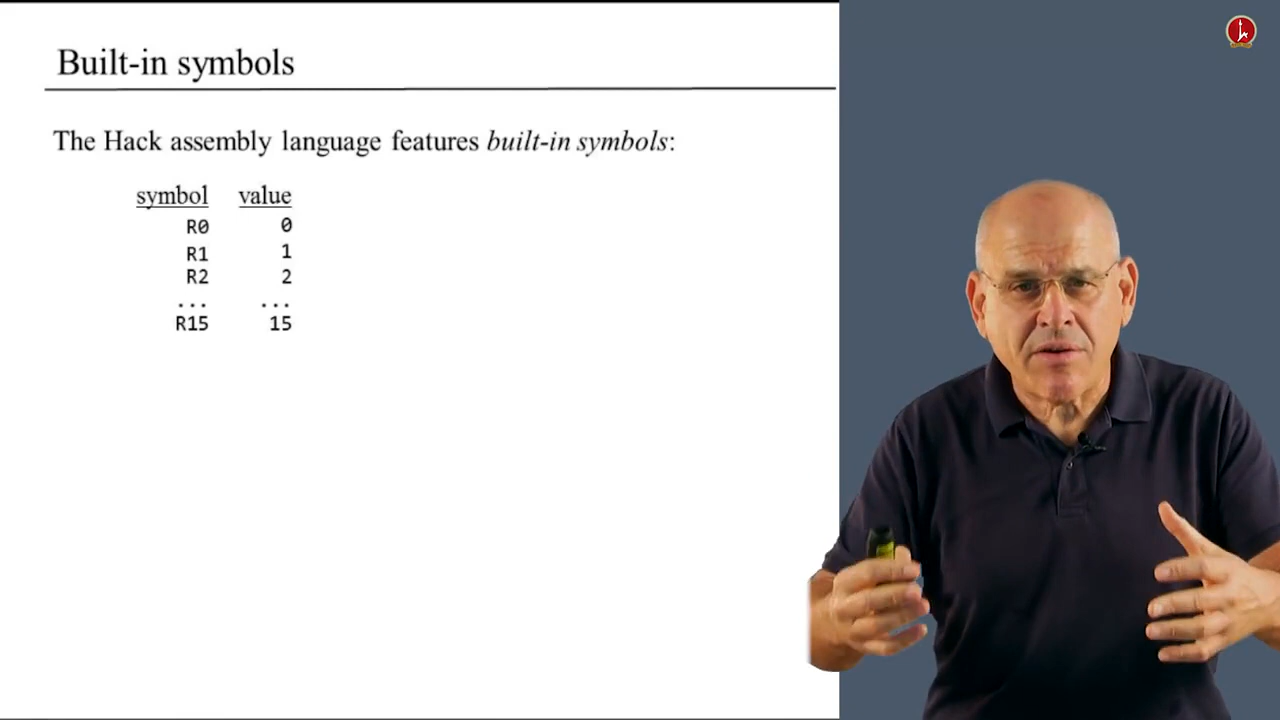 Built-in symbols
The Hack assembly language features built-in symbols:
symbol value
R0 0
R1 1
R2 2
... ...
R15 15